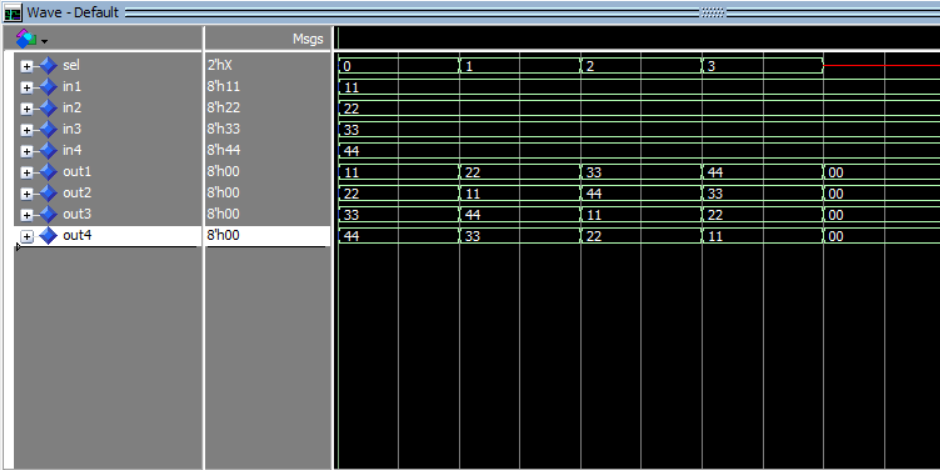 Wave - Default
Msgs
sel 2'hX 0 1 2 3
in1 8'h11 11
in2 8'h22 22
in3 8'h33 33
in4 8'h44 44
out1 8'h00 11 22 33 44 00
out2 8'h00 22 11 44 33 00
out3 8'h00 33 44 11 22 00
out4 8'h00 44 33 22 11 00